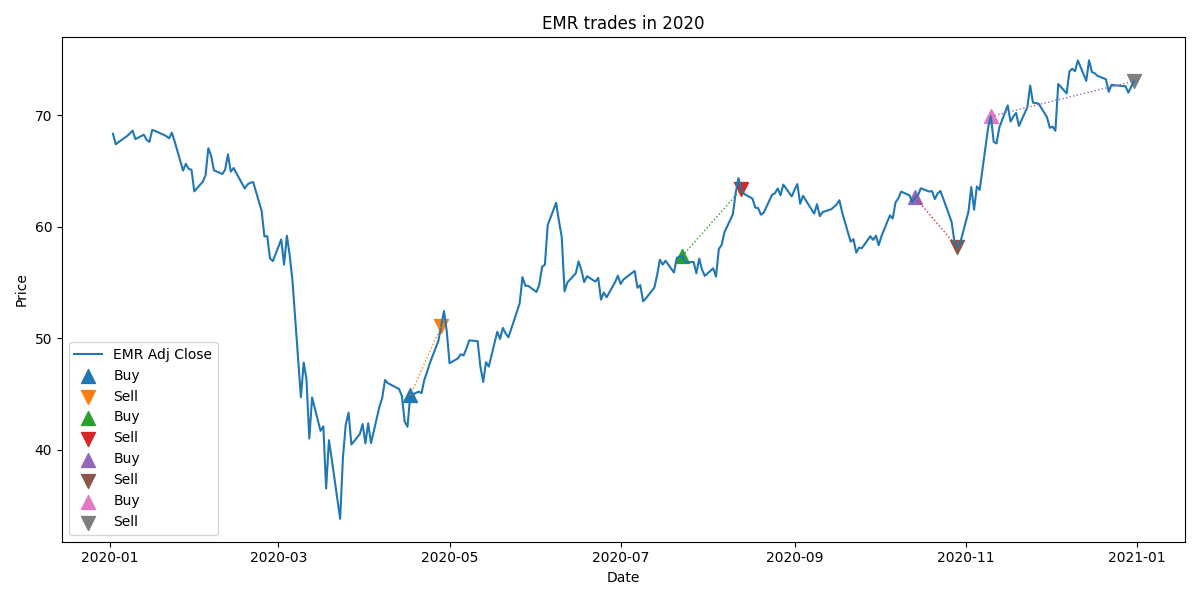 EMR trades in 2020
70
60
50
40
Price
EMR Adj Close
Buy
Sell
Buy
Sell
Buy
Sell
Buy
Sell
2020-01
2020-03
2020-05
2020-07
2020-09
2020-11
2021-01
Date